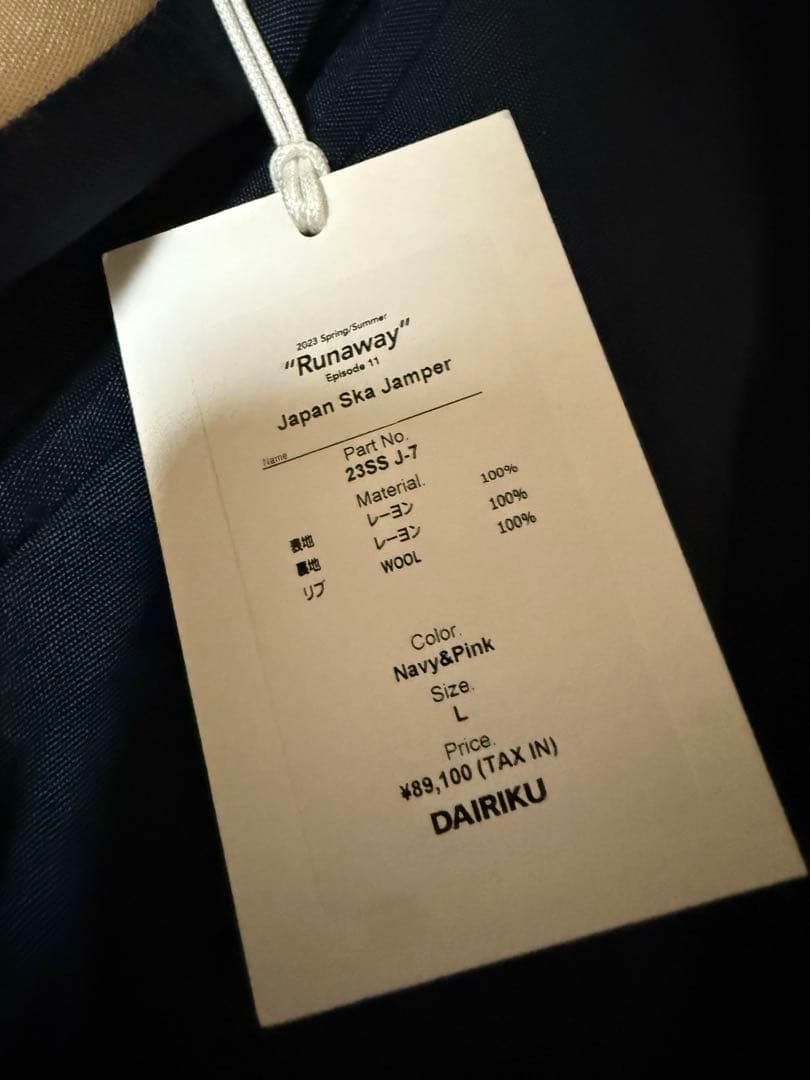 2023 Spring/Summer
"Runaway"
Episode 11
Japan Ska Jamper
Name
Part No.
23SS J-7
Material.
表地 レーヨン 100%
裏地 レーヨン 100%
リブ WOOL 100%
Color.
Navy&Pink
Size.
L
Price.
¥89,100 (TAX IN)
DAIRIKU